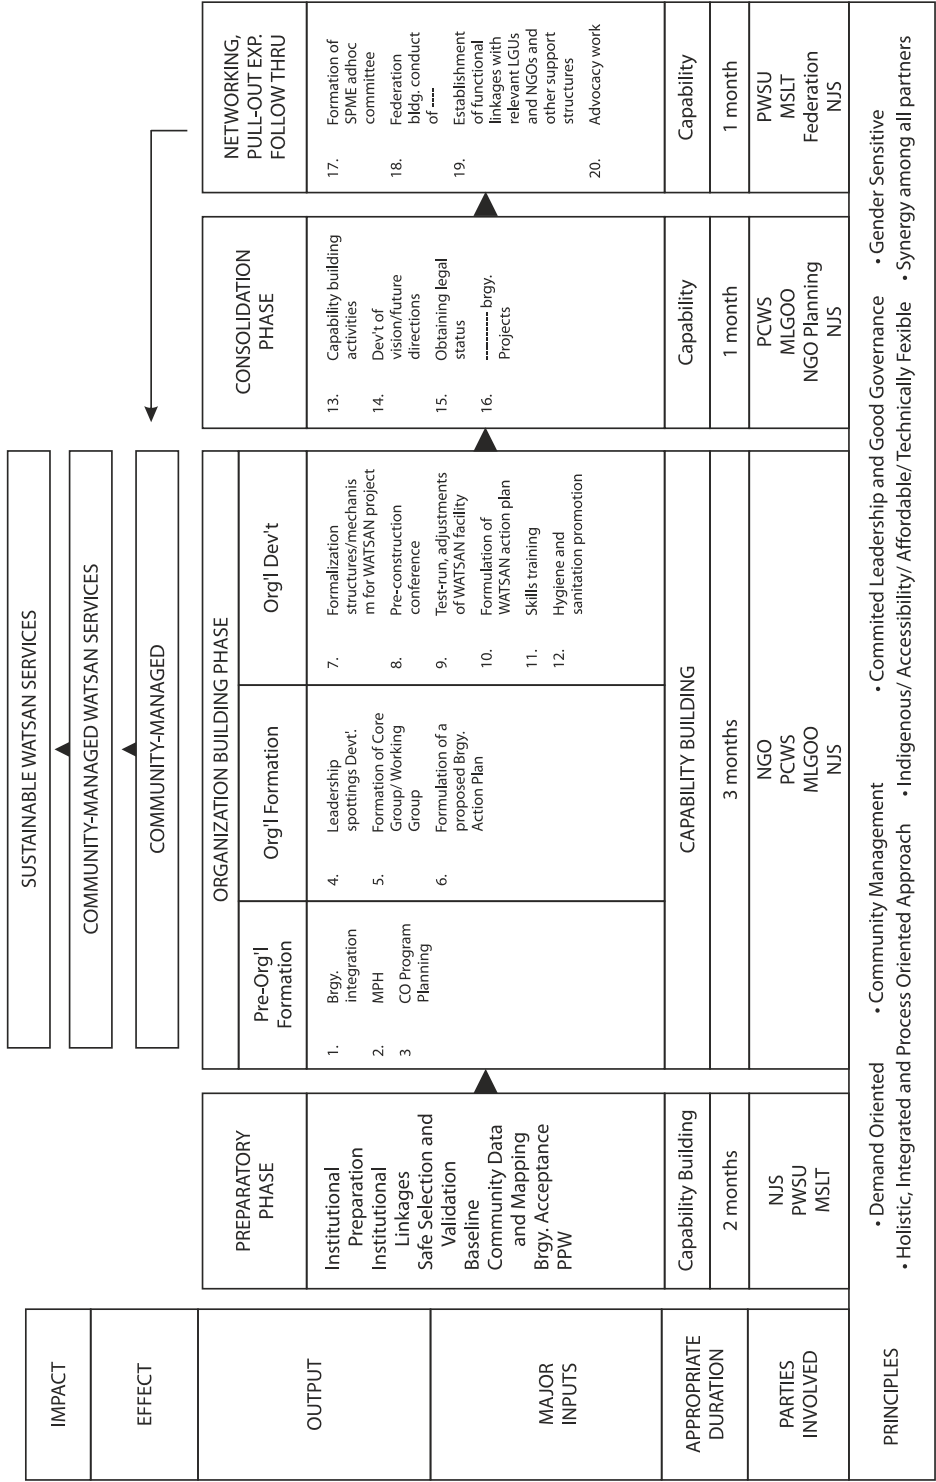 SUSTAINABLE WATSAN SERVICES
COMMUNITY-MANAGED WATSAN SERVICES
COMMUNITY-MANAGED
IMPACT
EFFECT
OUTPUT
MAJOR
INPUTS
APPROPRIATE
DURATION
PARTIES
INVOLVED
PRINCIPLES
PREPARATORY
PHASE
Institutional
Preparation
Institutional
Linkages
Safe Selection and
Validation
Baseline
Community Data
and Mapping
Brgy. Acceptance
PPW
Capability Building
2 months
NJS
PWSU
MSLT
ORGANIZATION BUILDING PHASE
Pre-Org'l
Formation
1. Brgy.
integration
2. MPH
3 CO Program
Planning
Org'l Formation
4. Leadership
spottings Devt'.
5. Formation of Core
Group/ Working
Group
6. Formulation of a
proposed Brgy.
Action Plan
Org'l Dev't
7. Formalization
structures/mechanis
m for WATSAN project
8. Pre-construction
conference
9. Test-run, adjustments
of WATSAN facility
10. Formulation of
WATSAN action plan
11. Skills training
12. Hygiene and
sanitation promotion
CAPABILITY BUILDING
3 months
NGO
PCWS
MLGOO
NJS
CONSOLIDATION
PHASE
13. Capability building
activities
14. Dev't of
vision/future
directions
15. Obtaining legal
status
16. ---------- brgy.
Projects
Capability
1 month
PCWS
MLGOO
NGO Planning
NJS
NETWORKING,
PULL-OUT EXP.
FOLLOW THRU
17. Formation of
SPME adhoc
committee
18. Federation
bldg. conduct
of ----
19. Establishment
of functional
linkages with
relevant LGUs
and NGOs and
other support
structures
20. Advocacy work
Capability
1 month
PWSU
MSLT
Federation
NJS
• Demand Oriented • Community Management • Commited Leadership and Good Governance • Gender Sensitive
• Holistic, Integrated and Process Oriented Approach • Indigenous/ Accessibility/ Affordable/ Technically Fexible • Synergy among all partners